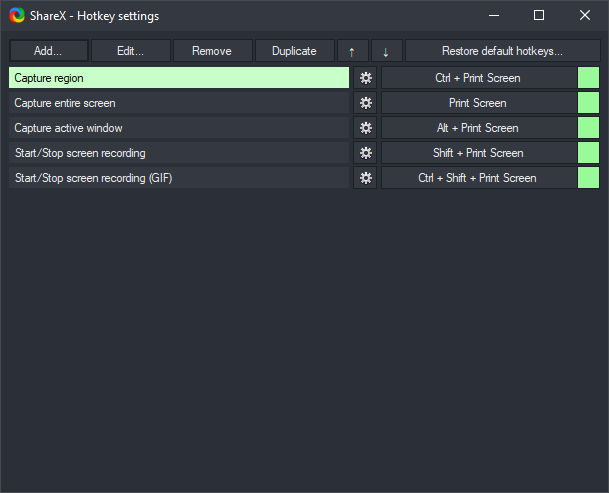 ShareX - Hotkey settings
Add... Edit... Remove Duplicate ↑ ↓ Restore default hotkeys...
Capture region Ctrl + Print Screen
Capture entire screen Print Screen
Capture active window Alt + Print Screen
Start/Stop screen recording Shift + Print Screen
Start/Stop screen recording (GIF) Ctrl + Shift + Print Screen